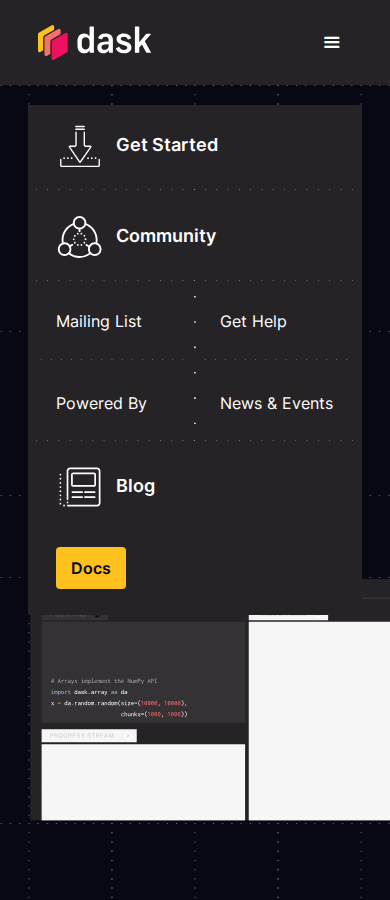 dask
Get Started
Community
Mailing List
Get Help
Powered By
News & Events
Blog
Docs
# Arrays implement the NumPy API
import dask.array as da
x = da.random.random(size=(10000, 10000),
chunks=(1000, 1000))
PROGRESS STREAM